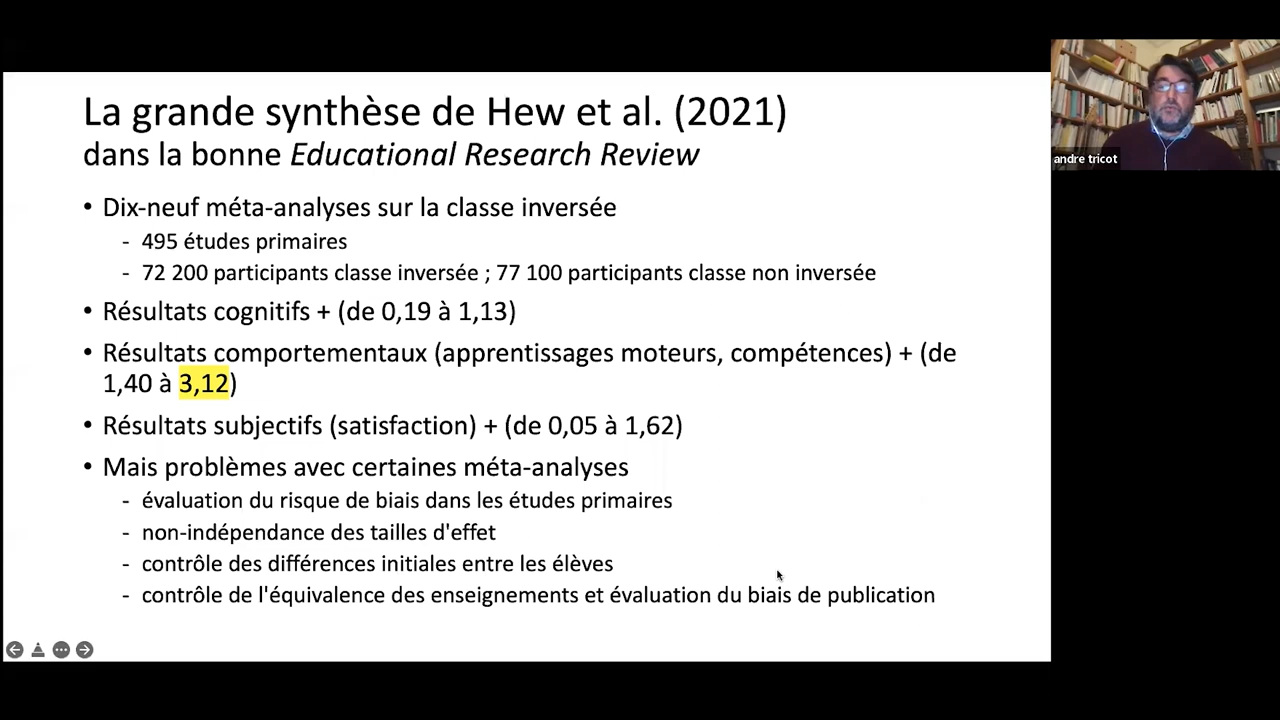 La grande synthèse de Hew et al. (2021)
dans la bonne Educational Research Review
• Dix-neuf méta-analyses sur la classe inversée
- 495 études primaires
- 72 200 participants classe inversée ; 77 100 participants classe non inversée
• Résultats cognitifs + (de 0,19 à 1,13)
• Résultats comportementaux (apprentissages moteurs, compétences) + (de
1,40 à 3,12)
• Résultats subjectifs (satisfaction) + (de 0,05 à 1,62)
• Mais problèmes avec certaines méta-analyses
- évaluation du risque de biais dans les études primaires
- non-indépendance des tailles d'effet
- contrôle des différences initiales entre les élèves
- contrôle de l'équivalence des enseignements et évaluation du biais de publication
andre tricot